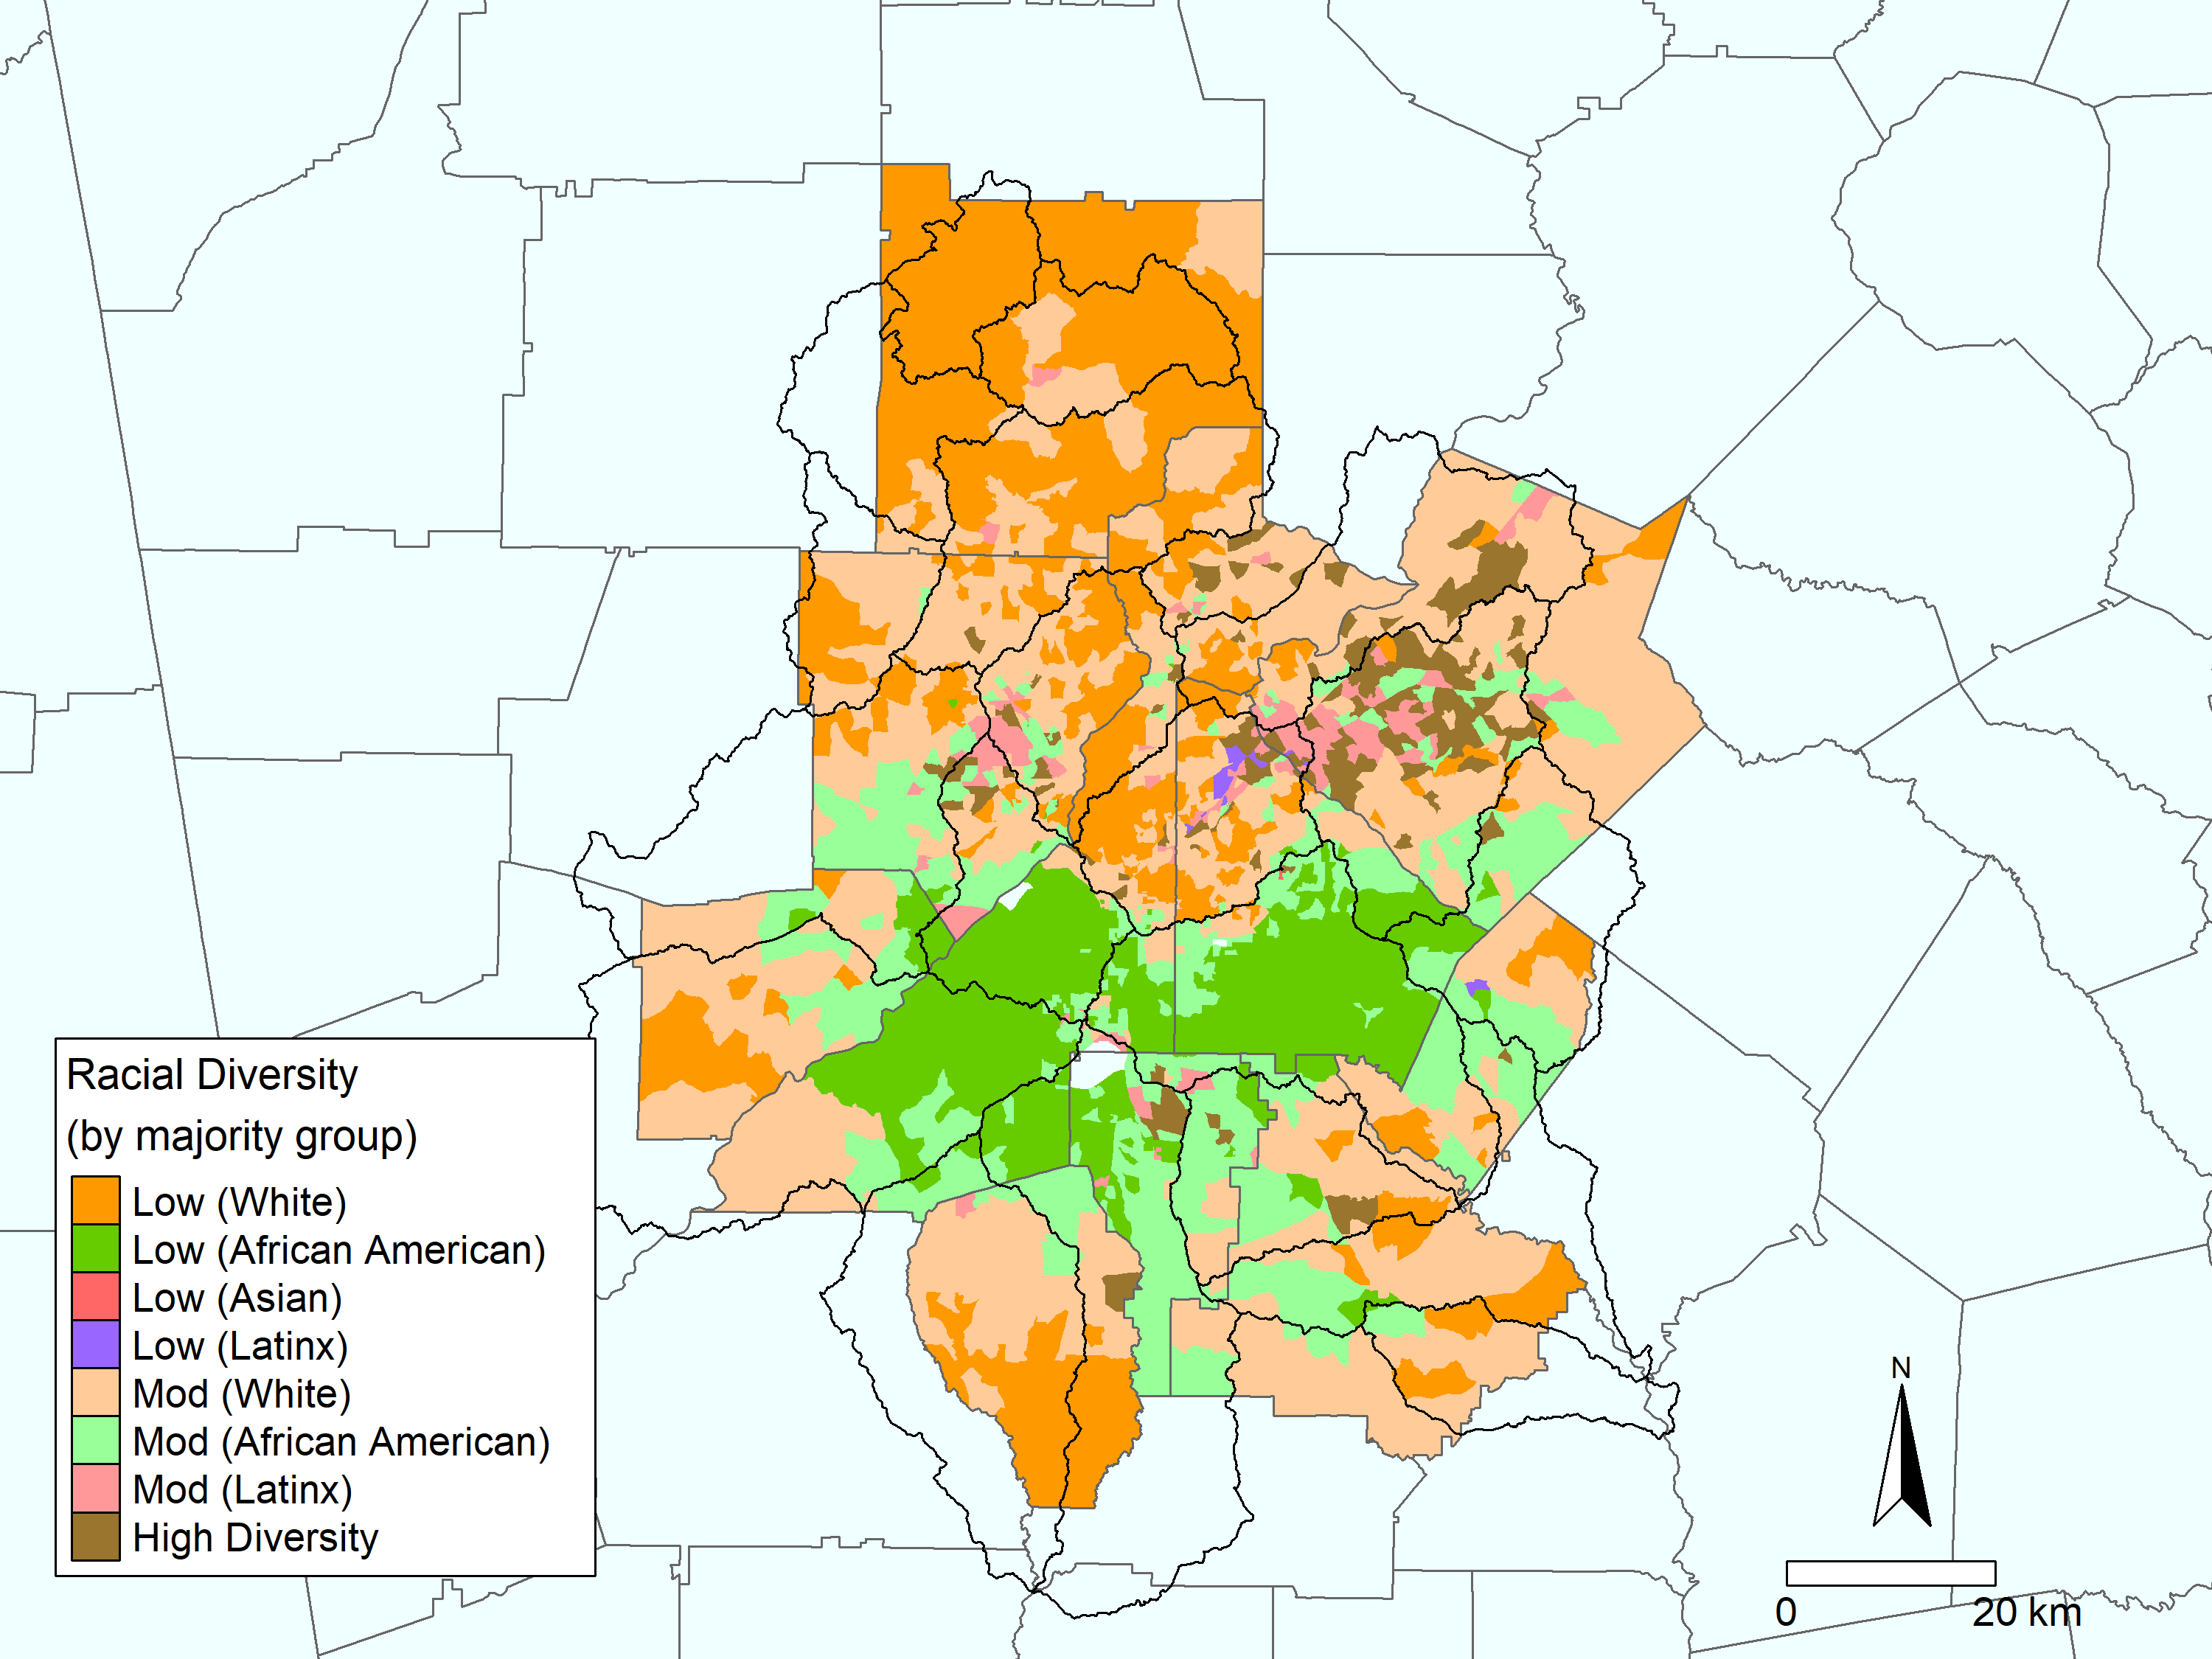 Racial Diversity
(by majority group)
Low (White)
Low (African American)
Low (Asian)
Low (Latinx)
Mod (White)
Mod (African American)
Mod (Latinx)
High Diversity
N
0 20 km